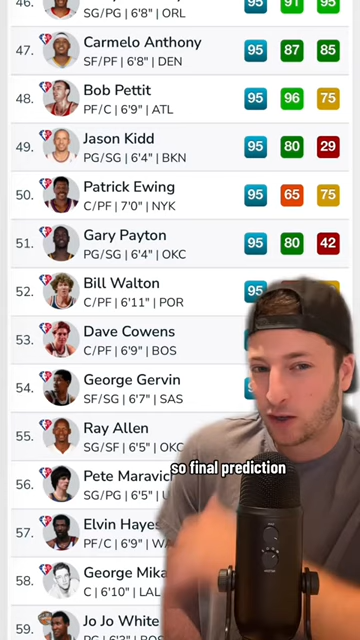 46.
SG/PG | 6'8" | ORL
95 91 95
47. Carmelo Anthony
SF/PF | 6'8" | DEN
95 87 85
48. Bob Pettit
PF/C | 6'9" | ATL
95 96 75
49. Jason Kidd
PG/SG | 6'4" | BKN
95 80 29
50. Patrick Ewing
C/PF | 7'0" | NYK
95 65 75
51. Gary Payton
PG/SG | 6'4" | OKC
95 80 42
52. Bill Walton
C/PF | 6'11" | POR
95
53. Dave Cowens
C/PF | 6'9" | BOS
54. George Gervin
SF/SG | 6'7" | SAS
55. Ray Allen
SG/SF | 6'5" | OKC
so final prediction
56. Pete Maravich
SG/PG | 6'5" |
57. Elvin Hayes
PF/C | 6'9" |
58. George Mika
C | 6'10" | LAL
59. Jo Jo White
PG | 6'3" | BOS